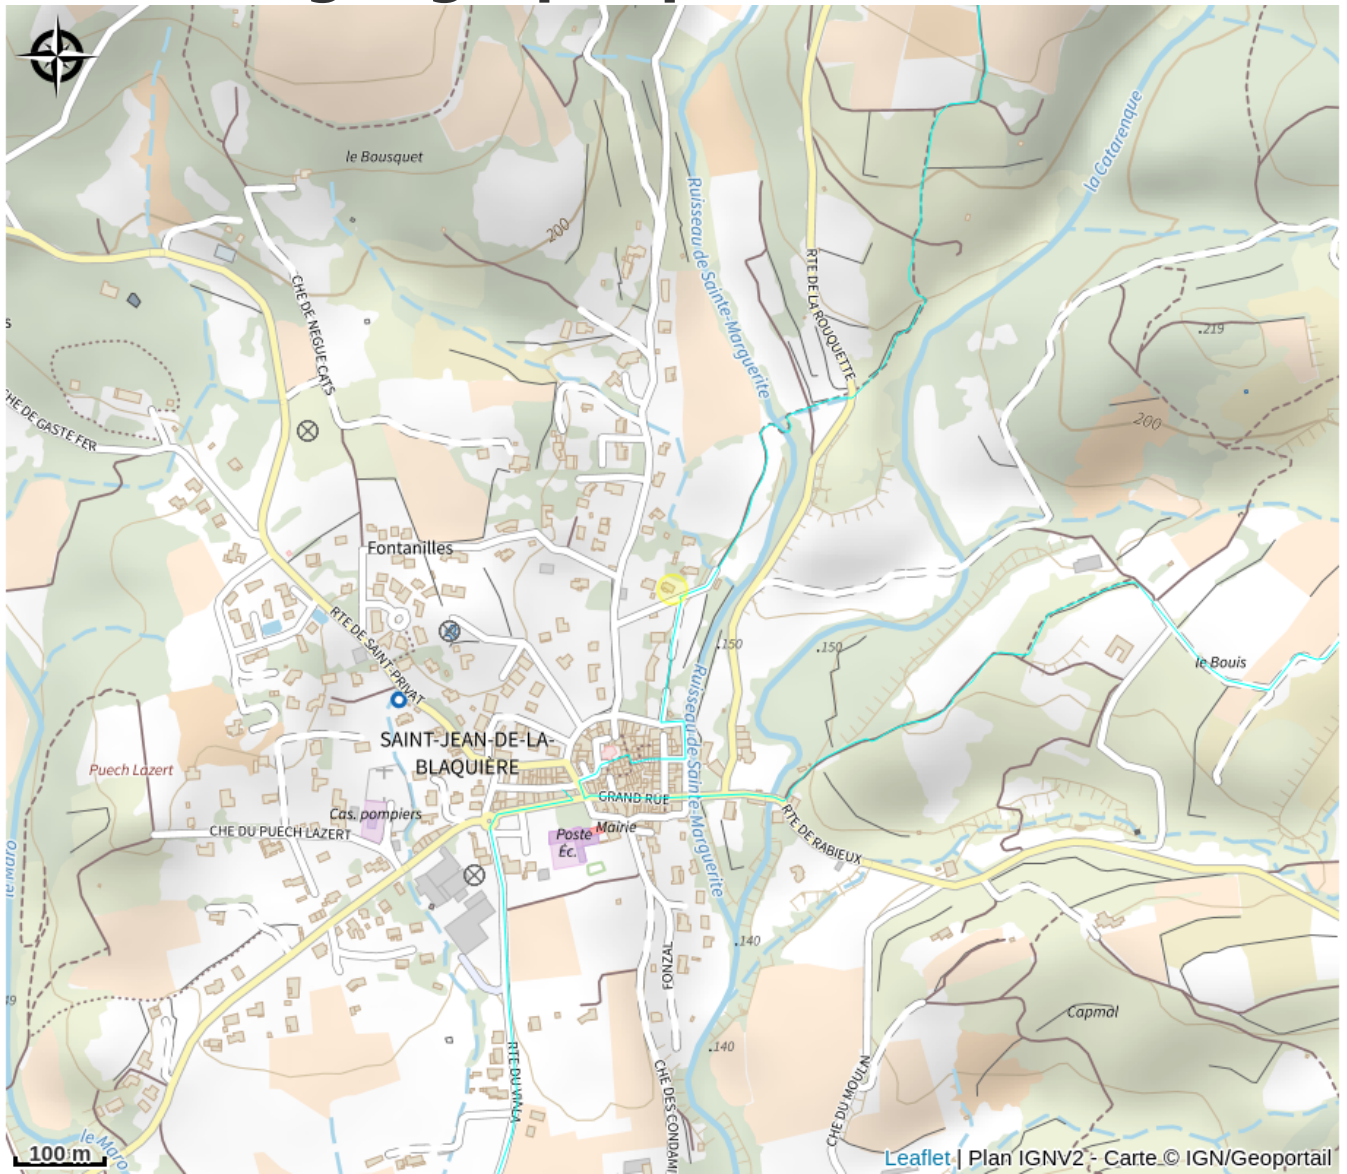 la Catarenque
le Bousquet
Ruisseau de Sainte-Marguerite
200
RTE DE LA ROUQUETTE
CHE DE NEGUE CATS
s
.219
200
HE DE GASTE FER
Fontanilles
RTE DE SAINT-PRIVAT
.150
.150
le Bouis
Ruisseau de Sainte-Marguerite
SAINT-JEAN-DE-LA-
BLAQUIÈRE
Puech Lazert
GRAND RUE
Cas. pompiers
CHE DU PUECH LAZERT
Poste
Mairie
Éc.
RTE DE RABIEUX
.140
FONZAT
49
Capmal
.140
RTE DU VIALA
CHE DES CONDAMI
CHE DU MOULIN
le Maro
100 m
Leaflet | Plan IGNV2 - Carte © IGN/Geoportail